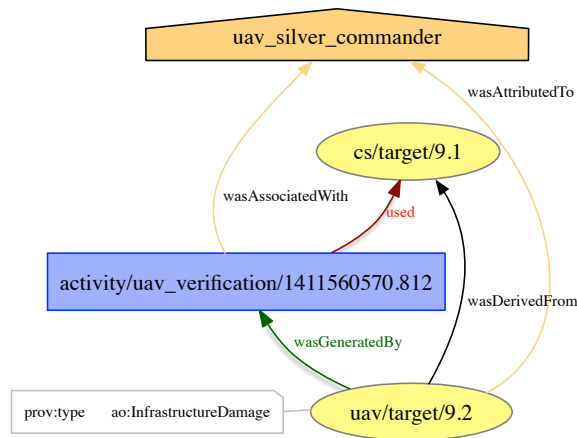 uav_silver_commander
wasAttributedTo
cs/target/9.1
wasAssociatedWith
used
activity/uav_verification/1411560570.812
wasDerivedFrom
wasGeneratedBy
prov:type ao:InfrastructureDamage
uav/target/9.2